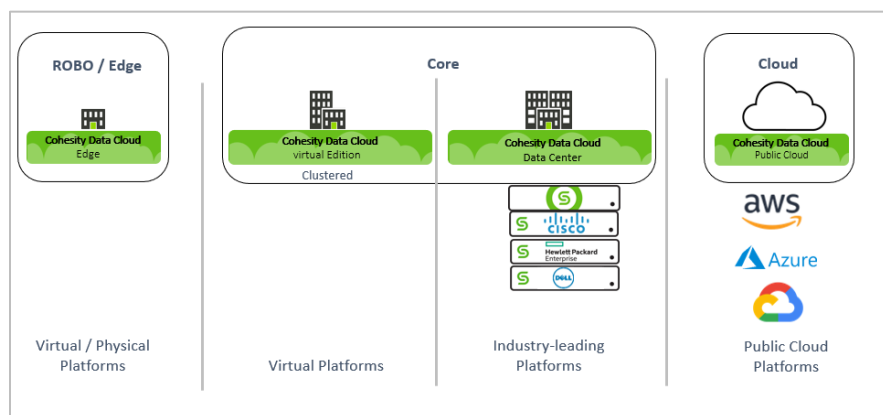 ROBO / Edge
Cohesity Data Cloud
Edge
Virtual / Physical
Platforms
Core
Cohesity Data Cloud
virtual Edition
Clustered
Virtual Platforms
Cohesity Data Cloud
Data Center
CISCO
Hewlett Packard
Enterprise
DELL
Industry-leading
Platforms
Cloud
Cohesity Data Cloud
Public Cloud
aws
Azure
Public Cloud
Platforms